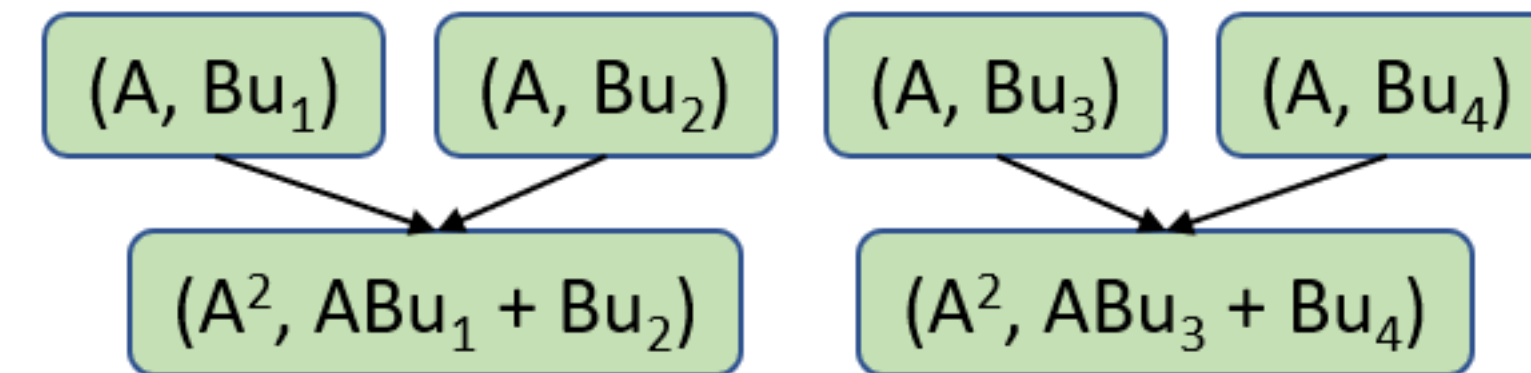 (A, Bu₁) (A, Bu₂) (A, Bu₃) (A, Bu₄)
(A², ABu₁ + Bu₂) (A², ABu₃ + Bu₄)